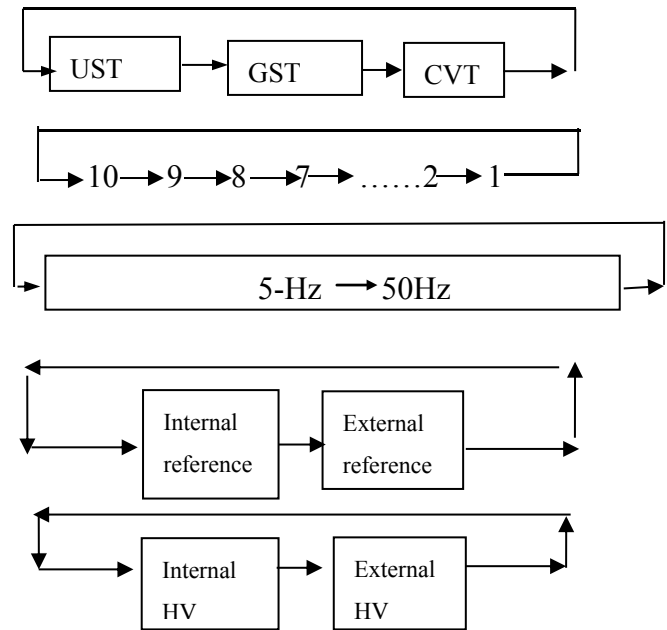 UST GST CVT
10 9 8 7 ......2 1
5-Hz 50Hz
Internal reference
External reference
Internal HV
External HV